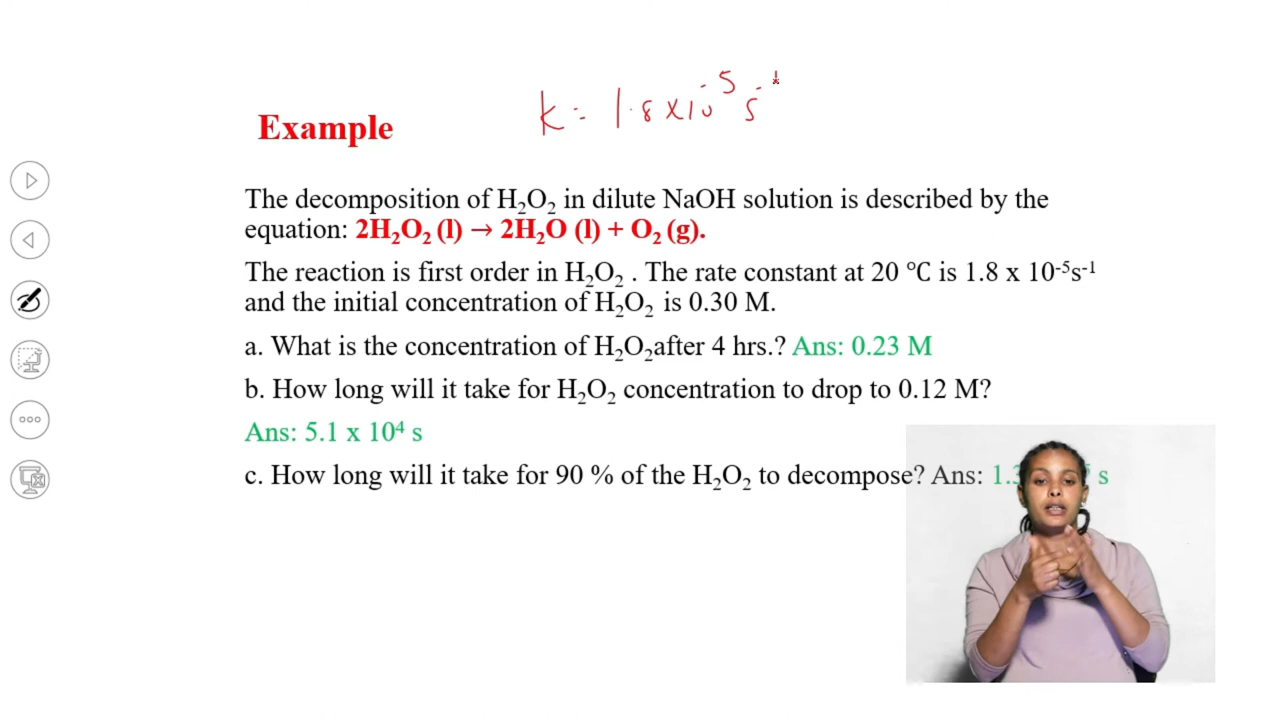 k = 1.8 x 10⁻⁵ s⁻¹
Example
The decomposition of H₂O₂ in dilute NaOH solution is described by the
equation: 2H₂O₂ (l) → 2H₂O (l) + O₂ (g).
The reaction is first order in H₂O₂ . The rate constant at 20 ℃ is 1.8 x 10⁻⁵s⁻¹
and the initial concentration of H₂O₂ is 0.30 M.
a. What is the concentration of H₂O₂after 4 hrs.? Ans: 0.23 M
b. How long will it take for H₂O₂ concentration to drop to 0.12 M?
Ans: 5.1 x 10⁴ s
c. How long will it take for 90 % of the H₂O₂ to decompose? Ans: s